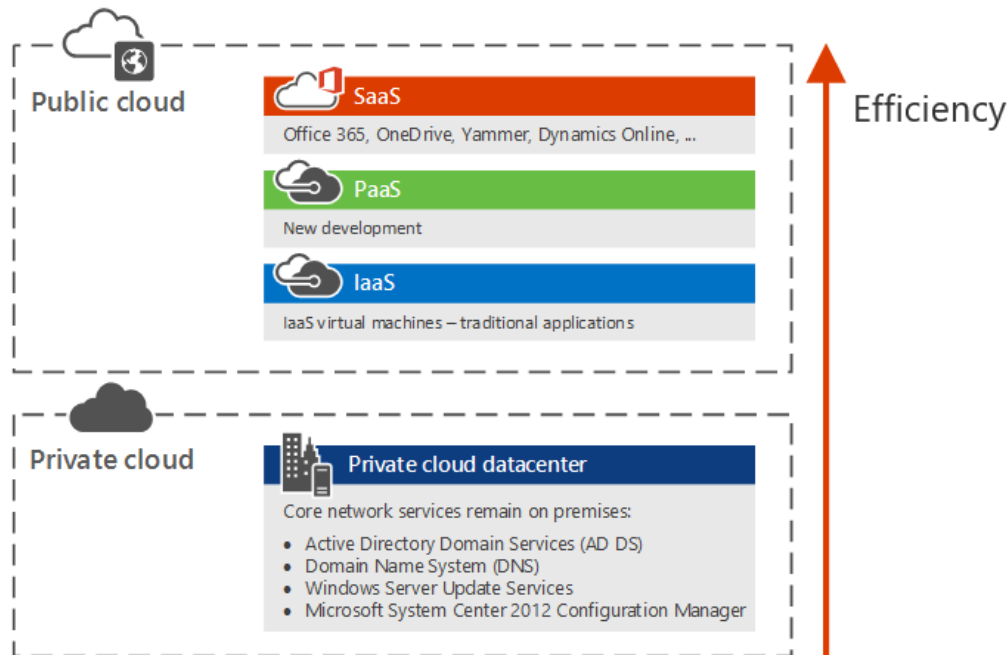 Public cloud
SaaS
Office 365, OneDrive, Yammer, Dynamics Online, ...
PaaS
New development
IaaS
IaaS virtual machines – traditional applications
Efficiency
Private cloud
Private cloud datacenter
Core network services remain on premises:
• Active Directory Domain Services (AD DS)
• Domain Name System (DNS)
• Windows Server Update Services
• Microsoft System Center 2012 Configuration Manager